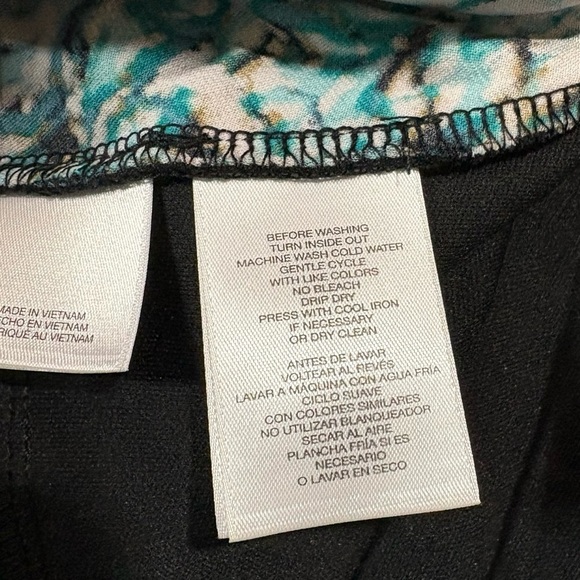 MADE IN VIETNAM
ECHO EN VIETNAM
RIQUÉ AU VIETNAM
BEFORE WASHING
TURN INSIDE OUT
MACHINE WASH COLD WATER
GENTLE CYCLE
WITH LIKE COLORS
NO BLEACH
DRIP DRY
PRESS WITH COOL IRON
IF NECESSARY
OR DRY CLEAN
ANTES DE LAVAR
VOLTEAR AL REVÉS
LAVAR A MÁQUINA CON AGUA FRÍA
CICLO SUAVE
CON COLORES SIMILARES
NO UTILIZAR BLANQUEADOR
SECAR AL AIRE
PLANCHA FRÍA SI ES
NECESARIO
O LAVAR EN SECO